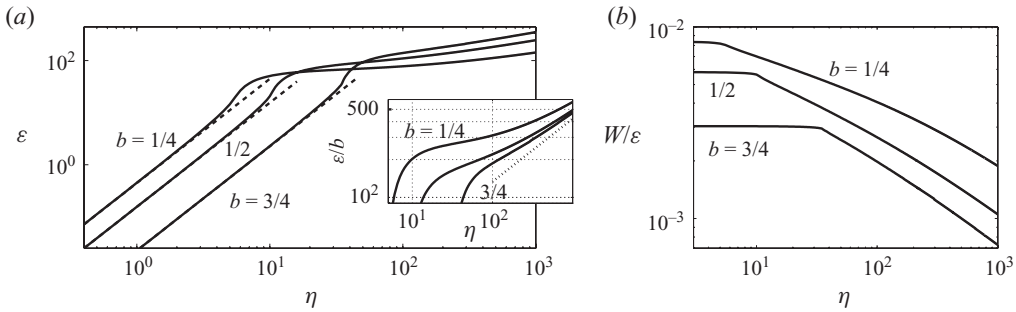 (a)
10²
10⁰
ε
b = 1/4
1/2
b = 3/4
10⁰
10¹
10²
10³
η
500
10²
ε/b
b = 1/4
3/4
10¹
10²
η
(b)
10⁻²
10⁻³
W/ε
b = 1/4
1/2
b = 3/4
10¹
10²
10³
η